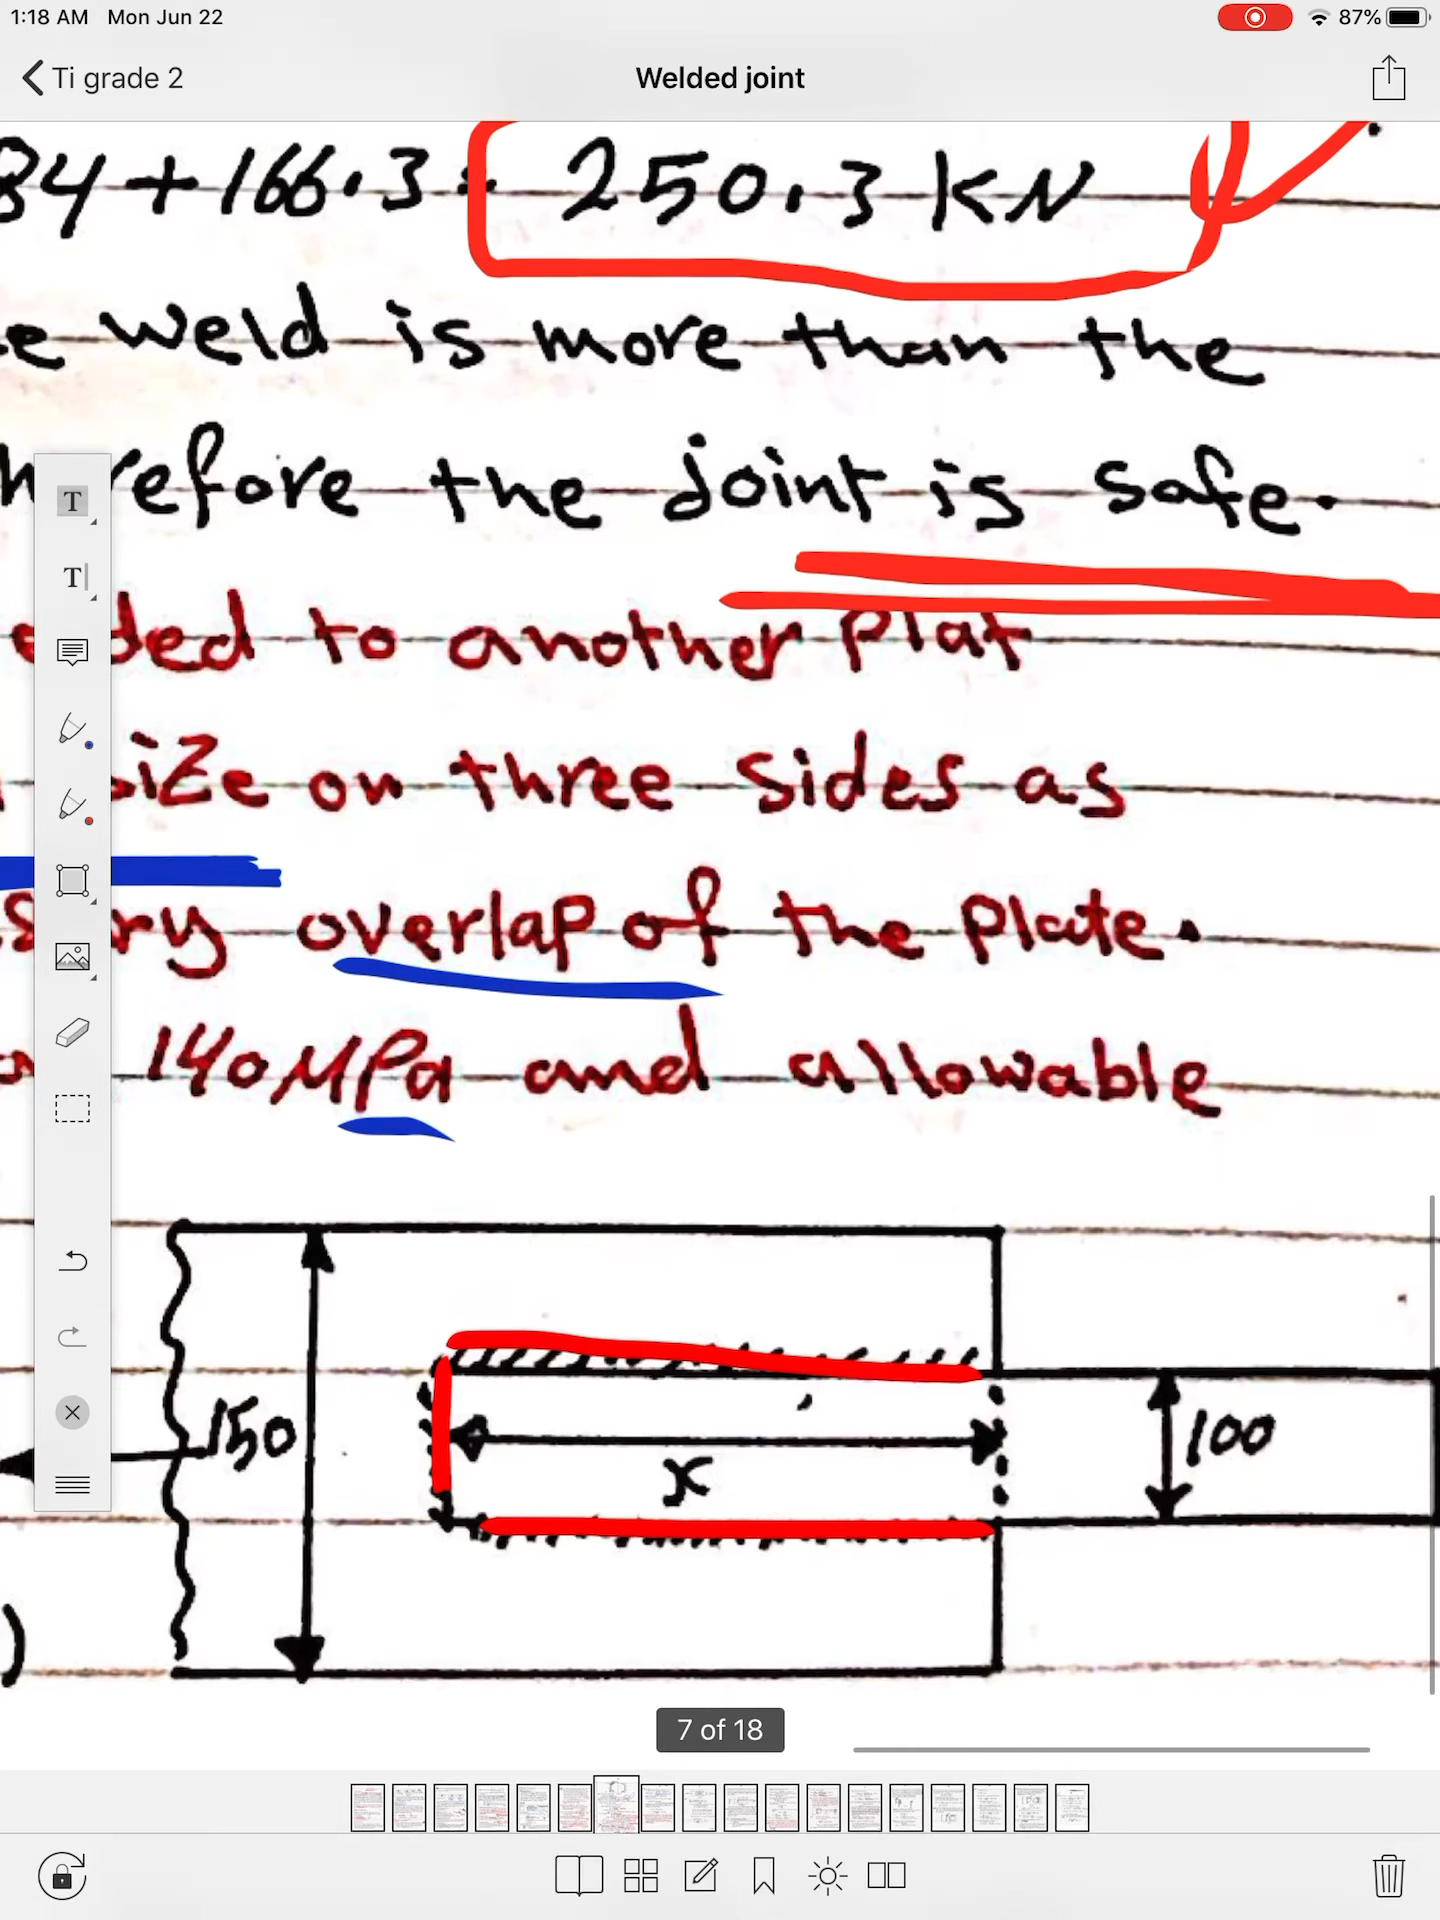 1:18 AM Mon Jun 22
87%
Ti grade 2
Welded joint
84+166.3 = 250.3 KN
weld is more than the
refore the joint is safe.
ded to another Plat
size on three sides as
ry overlap of the plate.
140MPa and allowable
150
x
100
)
T
T
7 of 18